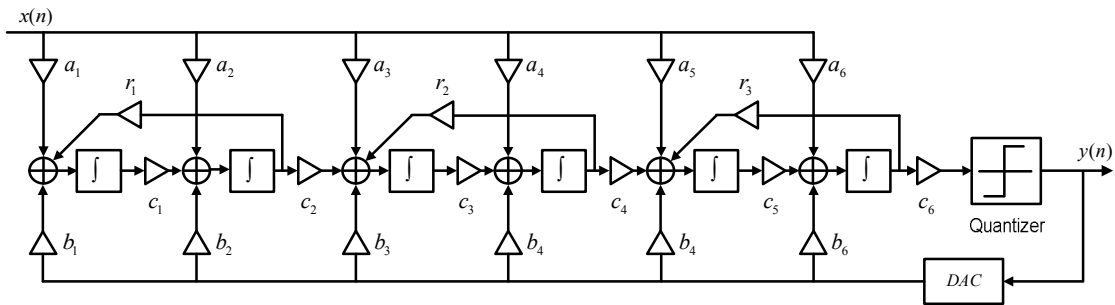 x(n)
a₁ a₂ a₃ a₄ a₅ a₆
r₁ r₂ r₃
∫ ∫ ∫ ∫ ∫ ∫
y(n)
c₁ c₂ c₃ c₄ c₅ c₆
Quantizer
b₁ b₂ b₃ b₄ b₄ b₆
DAC